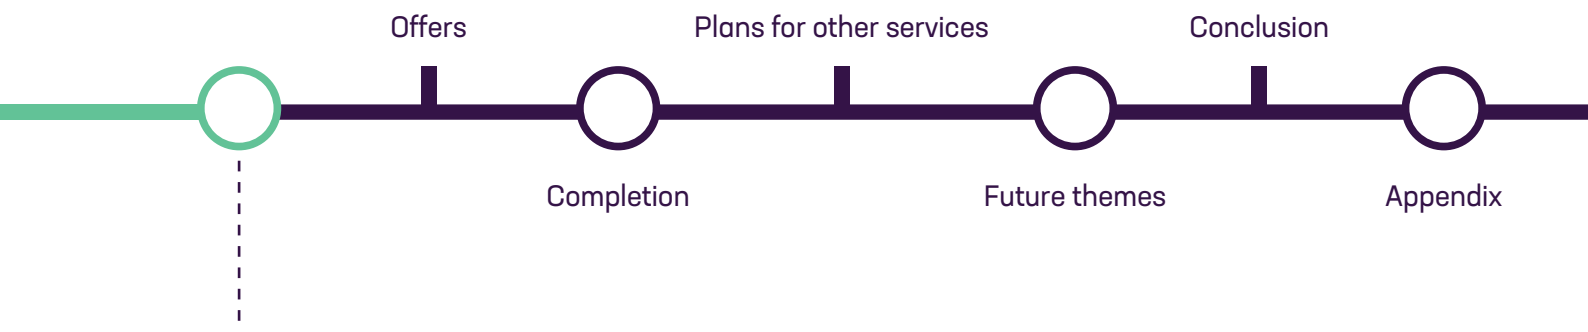 Offers
Plans for other services
Conclusion
Completion
Future themes
Appendix